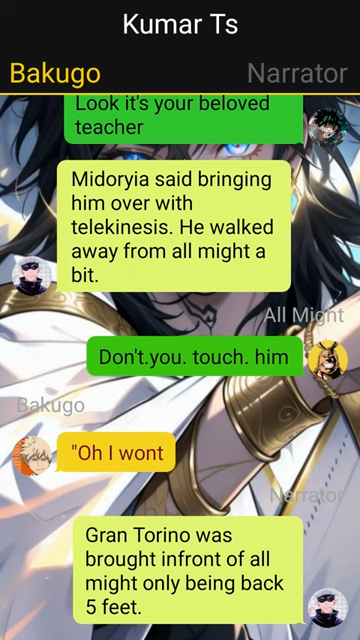 Kumar Ts
Bakugo
Narrator
Look it's your beloved
teacher
Midoryia said bringing
him over with
telekinesis. He walked
away from all might a
bit.
All Might
Don't.you. touch. him
Bakugo
"Oh I wont
Narrator
Gran Torino was
brought infront of all
might only being back
5 feet.